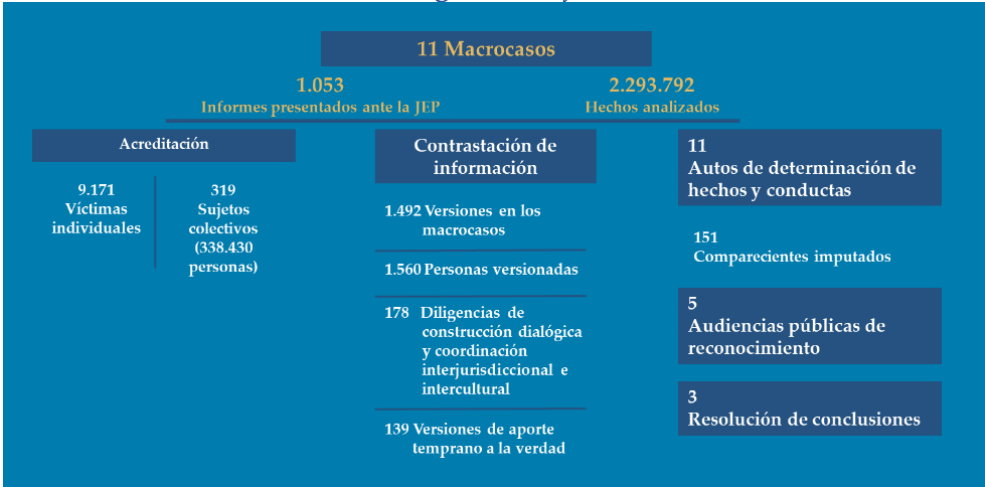 11 Macrocasos
1.053
Informes presentados ante la JEP
2.293.792
Hechos analizados
Acreditación
9.171
Víctimas
individuales
319
Sujetos
colectivos
(338.430
personas)
Contrastación de
información
1.492 Versiones en los
macrocasos
1.560 Personas versionadas
178 Diligencias de
construcción dialógica
y coordinación
interjurisdiccional e
intercultural
139 Versiones de aporte
temprano a la verdad
11
Autos de determinación de
hechos y conductas
151
Comparecientes imputados
5
Audiencias públicas de
reconocimiento
3
Resolución de conclusiones